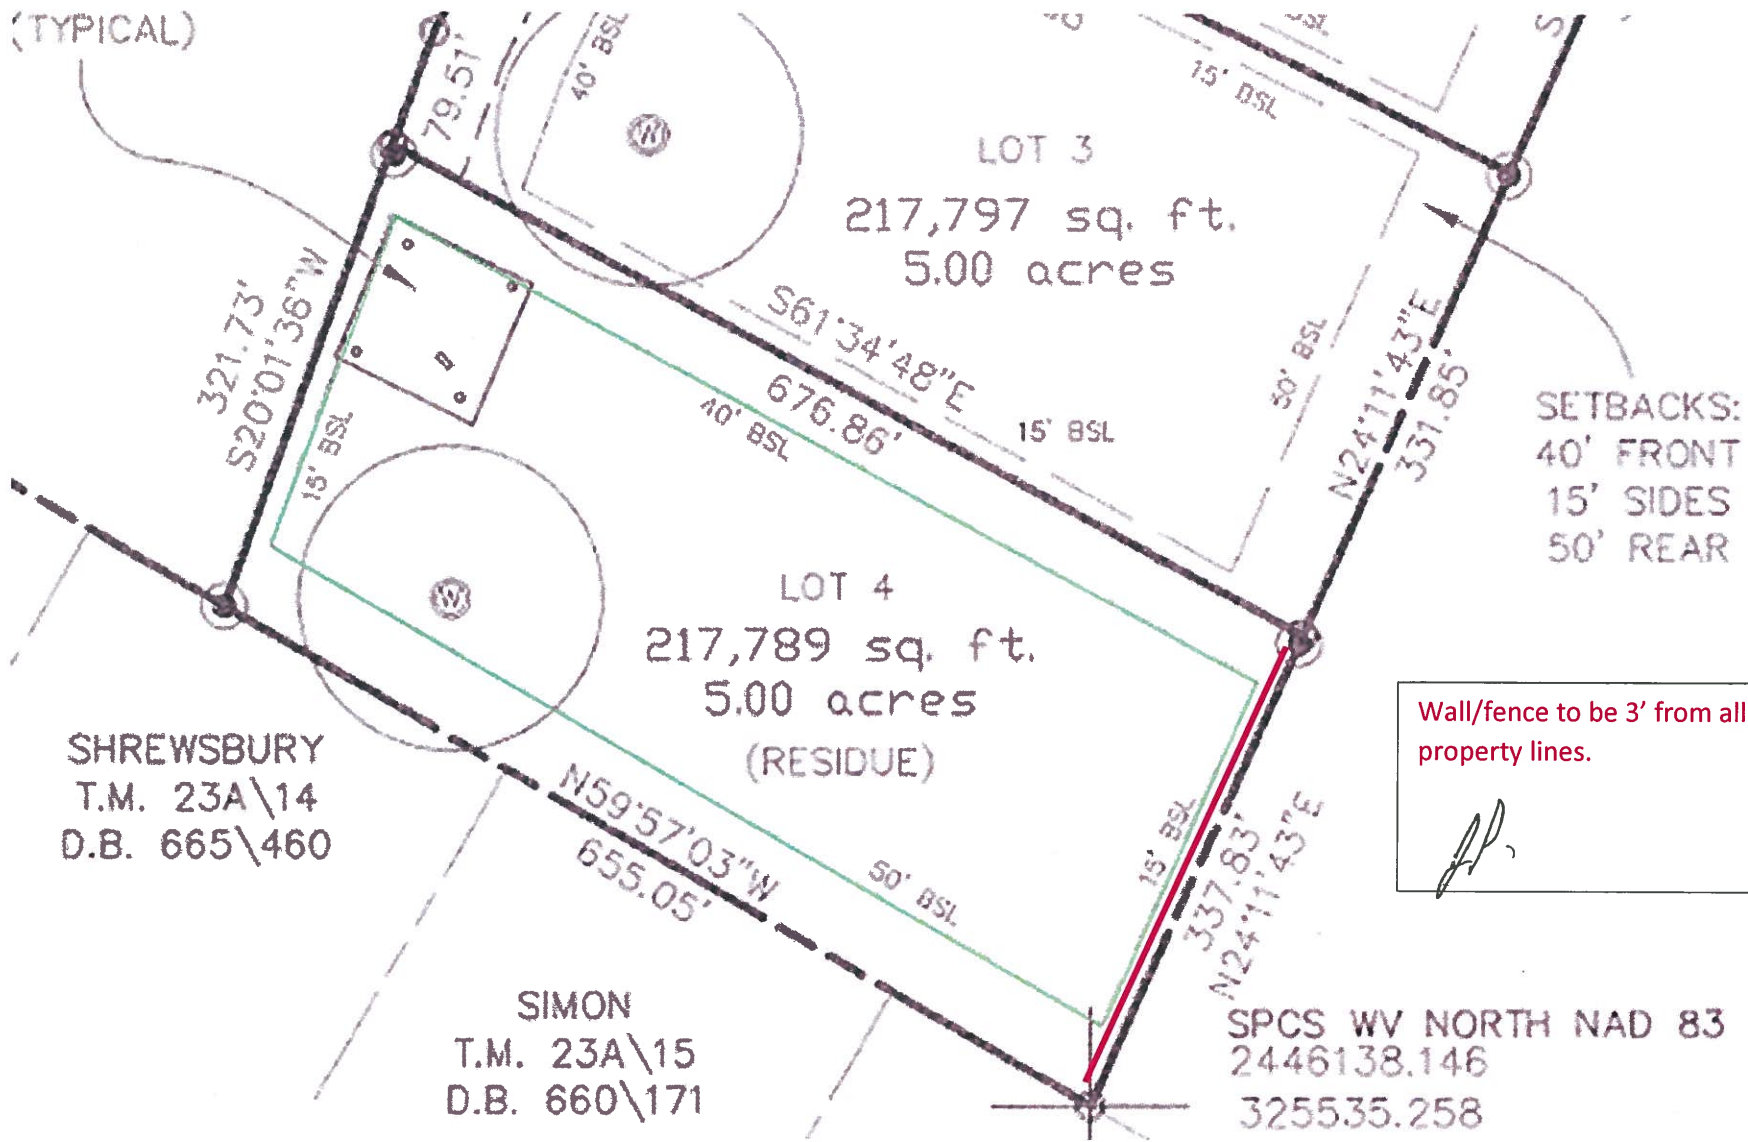 (TYPICAL)
79.51'
40' BSL
15' BSL
LOT 3
217,797 sq. ft.
5.00 acres
S61°34'48"E
676.86'
40' BSL
15' BSL
50' BSL
N24°11'43"E
331.85'
SETBACKS:
40' FRONT
15' SIDES
50' REAR
321.73'
S20°01'36"W
15' BSL
W
W
LOT 4
217,789 sq. ft.
5.00 acres
(RESIDUE)
Wall/fence to be 3' from all
property lines.
SHREWSBURY
T.M. 23A\14
D.B. 665\460
N59°57'03"W
655.05'
50' BSL
15' BSL
337.83'
N24°11'43"E
SIMON
T.M. 23A\15
D.B. 660\171
SPCS WV NORTH NAD 83
2446138.146
325535.258